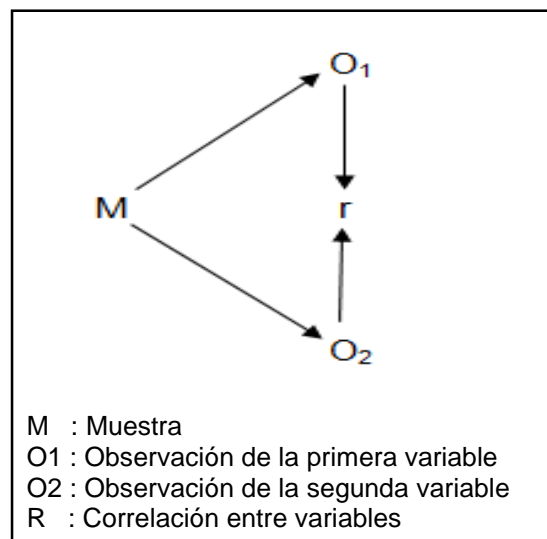 O₁
M r
O₂
M : Muestra
O1 : Observación de la primera variable
O2 : Observación de la segunda variable
R : Correlación entre variables